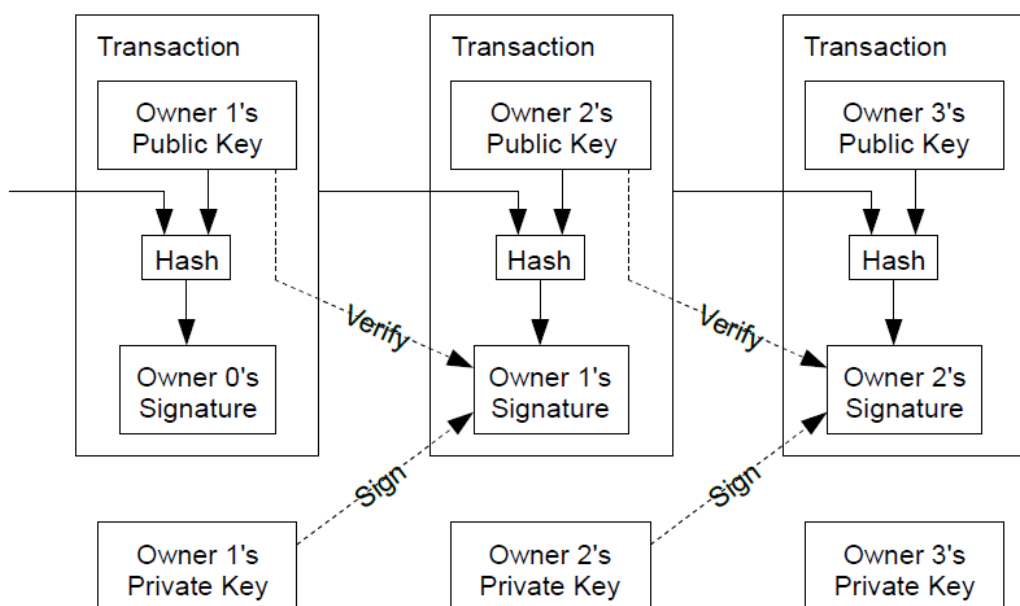 Transaction
Transaction
Transaction
Owner 1's
Public Key
Owner 2's
Public Key
Owner 3's
Public Key
Hash
Hash
Hash
Verify
Verify
Owner 0's
Signature
Owner 1's
Signature
Owner 2's
Signature
Sign
Sign
Owner 1's
Private Key
Owner 2's
Private Key
Owner 3's
Private Key